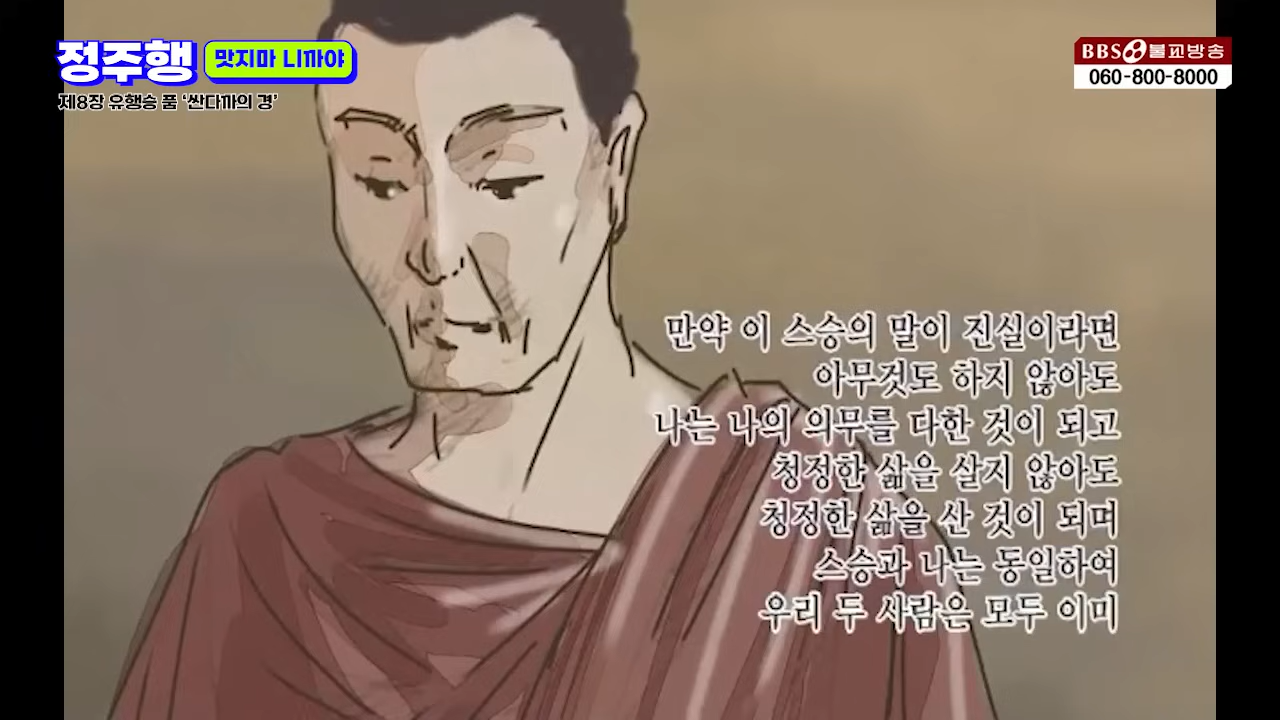 정주행
맛지마 니까야
제8장 유행승 품 '싼다까의 경'
BBS 불교방송
060-800-8000
만약 이 스승의 말이 진실이라면
아무것도 하지 않아도
나는 나의 의무를 다한 것이 되고
청정한 삶을 살지 않아도
청정한 삶을 산 것이 되며
스승과 나는 동일하여
우리 두 사람은 모두 이미